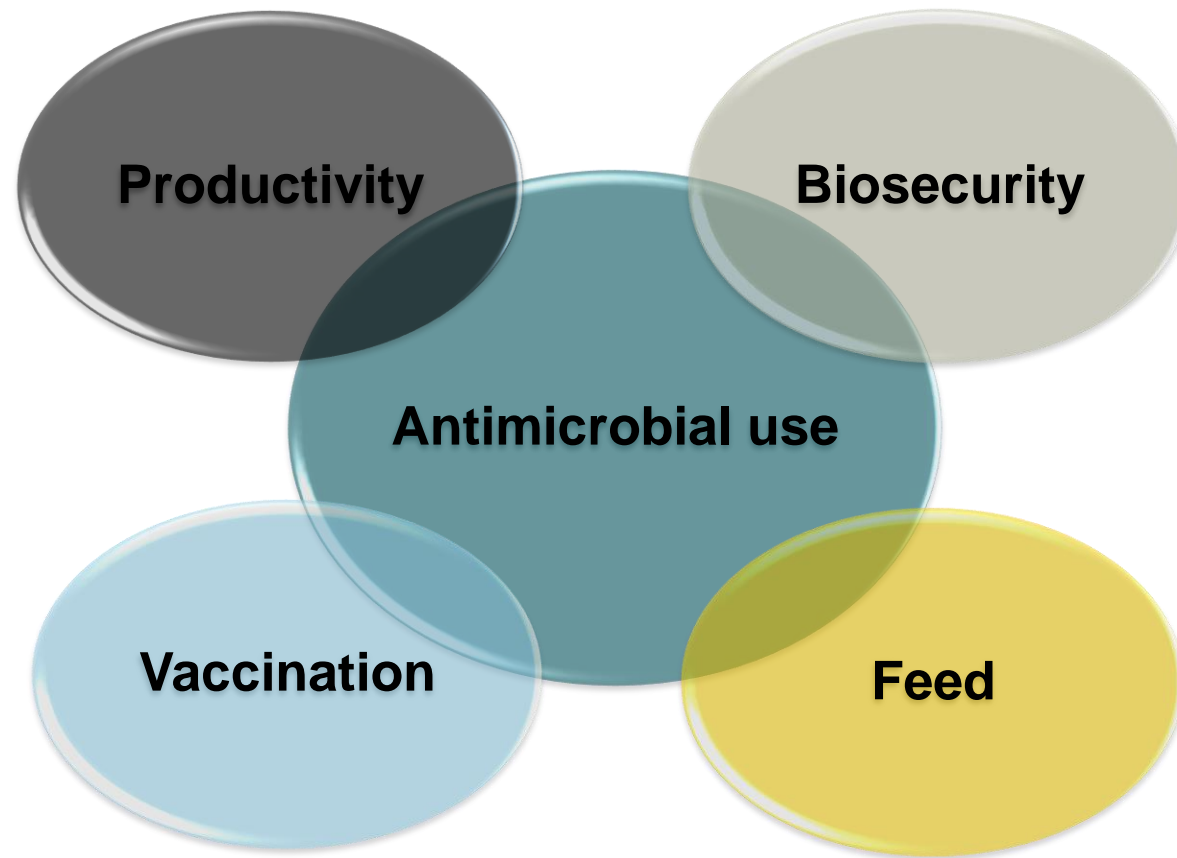 Productivity
Biosecurity
Antimicrobial use
Vaccination
Feed